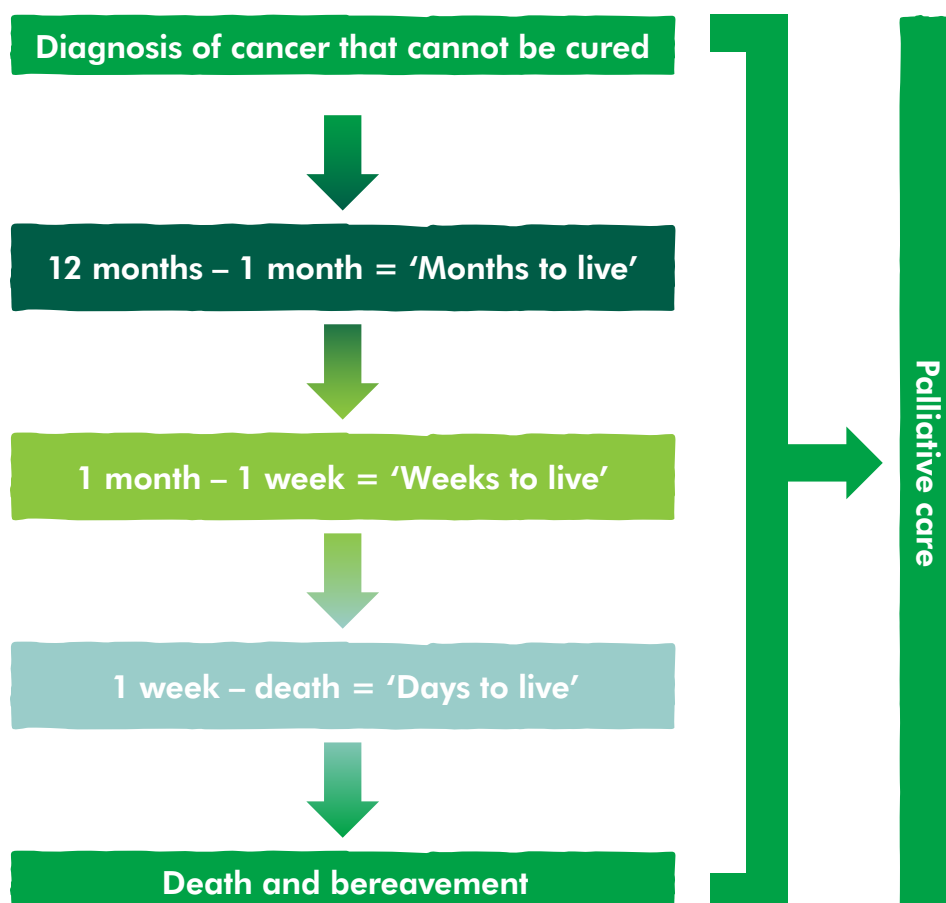 Diagnosis of cancer that cannot be cured
12 months – 1 month = ‘Months to live’
1 month – 1 week = ‘Weeks to live’
1 week – death = ‘Days to live’
Death and bereavement
Palliative care